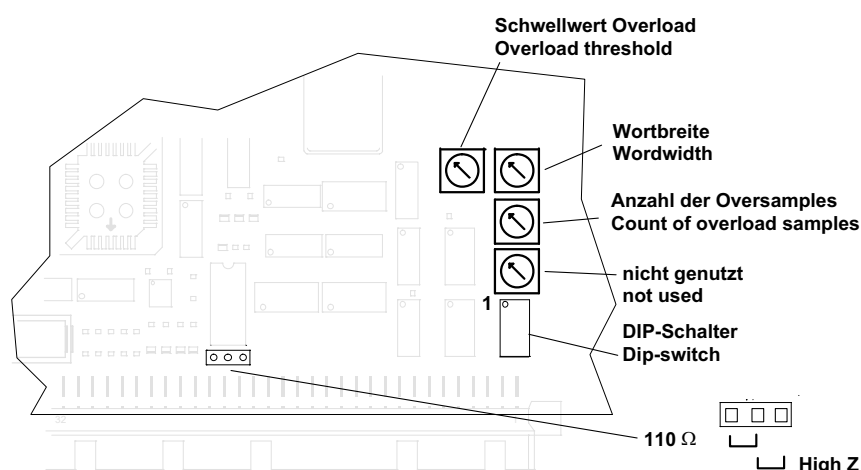 Schwellwert Overload
Overload threshold
Wortbreite
Wordwidth
Anzahl der Oversamples
Count of overload samples
nicht genutzt
not used
1
DIP-Schalter
Dip-switch
32
110 Ω
High Z